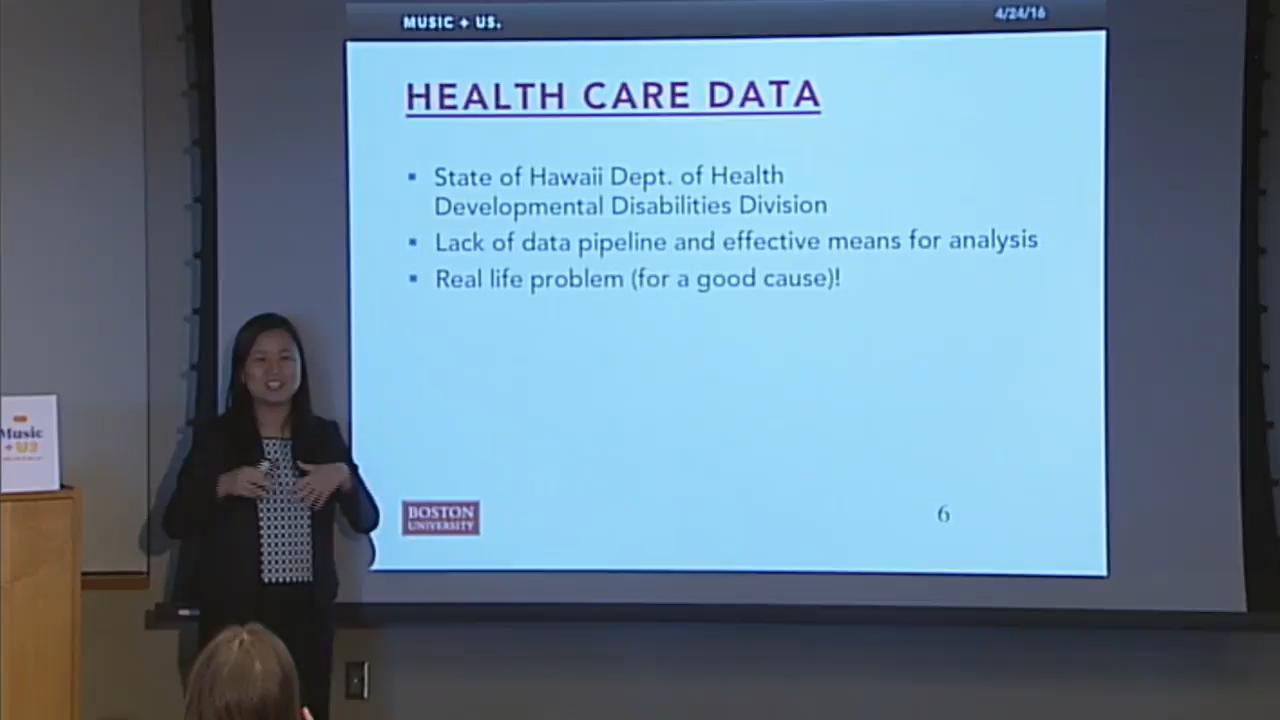 MUSIC + US.
4/24/16
HEALTH CARE DATA
▪ State of Hawaii Dept. of Health
Developmental Disabilities Division
▪ Lack of data pipeline and effective means for analysis
▪ Real life problem (for a good cause)!
BOSTON
UNIVERSITY
6
Music
+ US